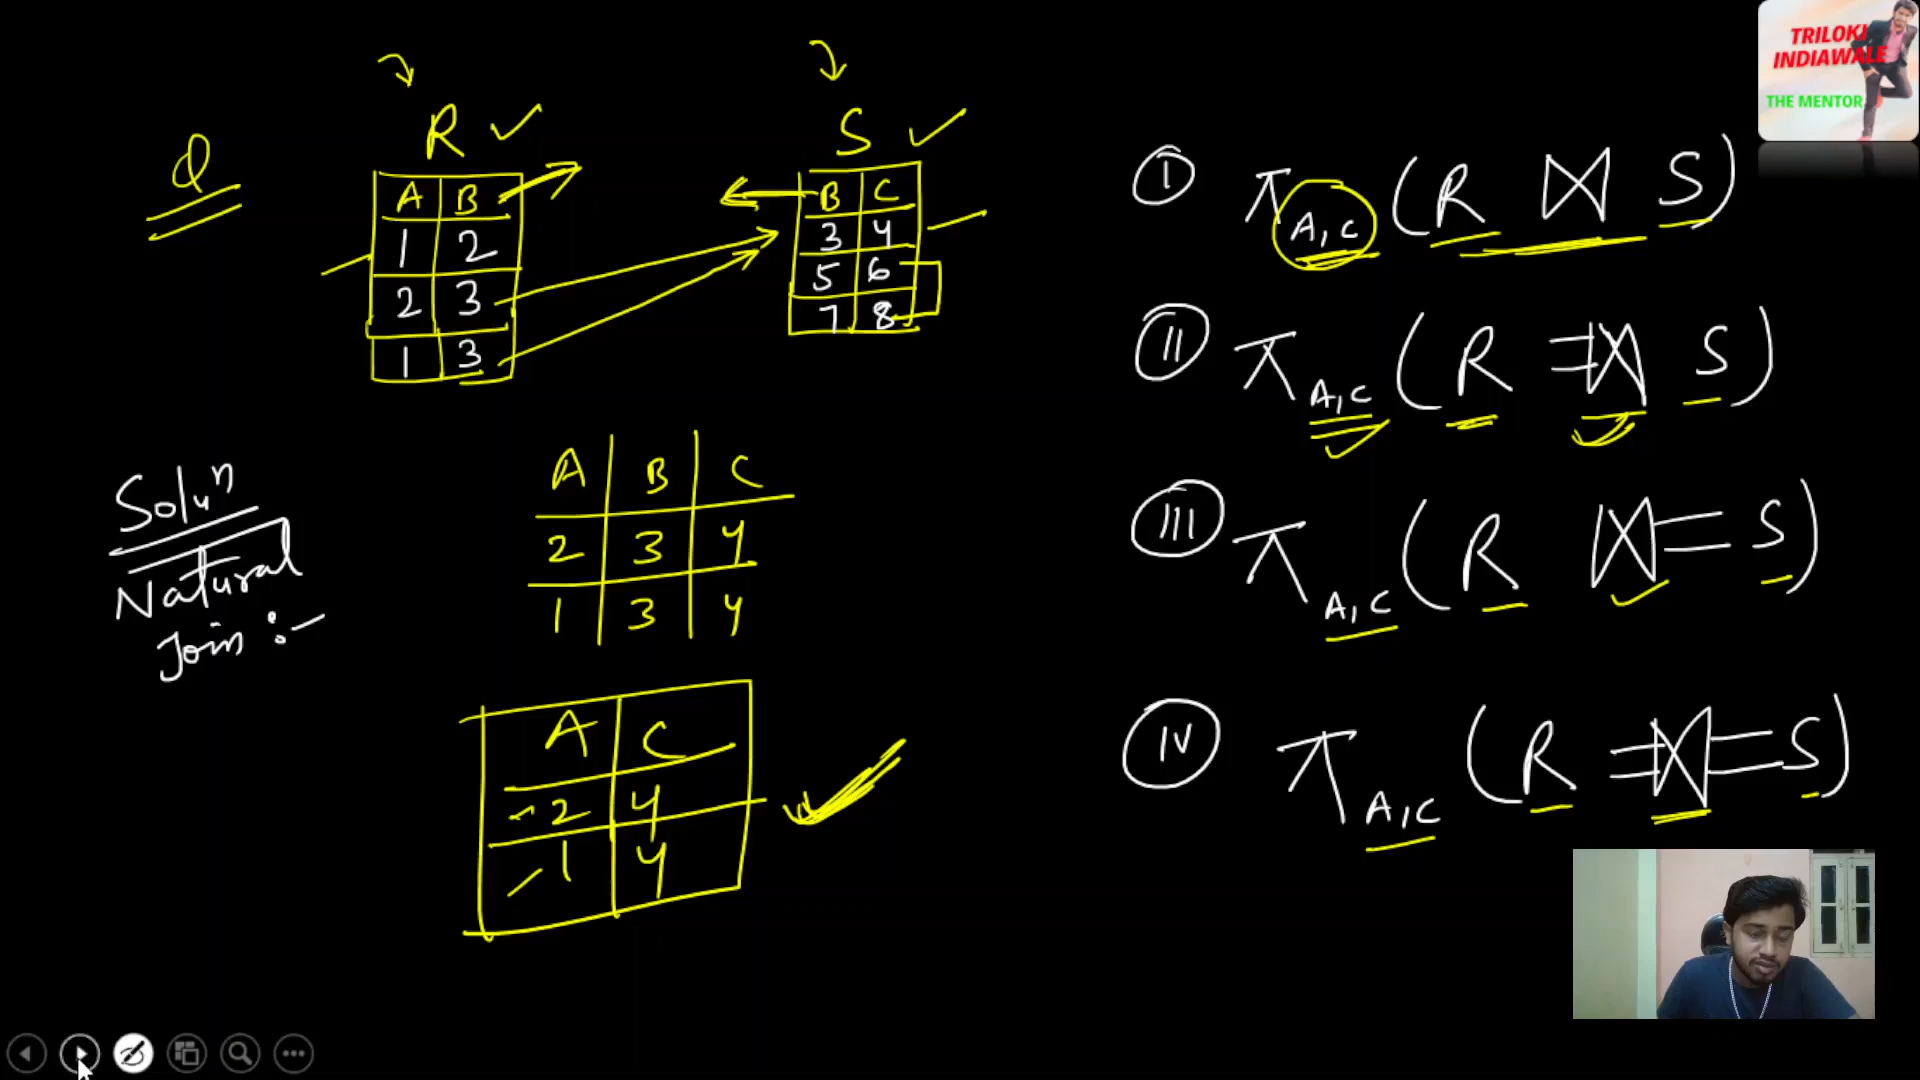 TRILOKI
INDIAWALE
THE MENTOR
Q
R
A B
1 2
2 3
1 3
S
B C
3 4
5 6
7 8
I π A,C (R ⋈ S)
II π A,C (R ⟕ S)
III π A,C (R ⟖ S)
IV π A,C (R ⟗ S)
Soluⁿ
Natural
Join :-
A B C
2 3 4
1 3 4
A C
2 4
1 4